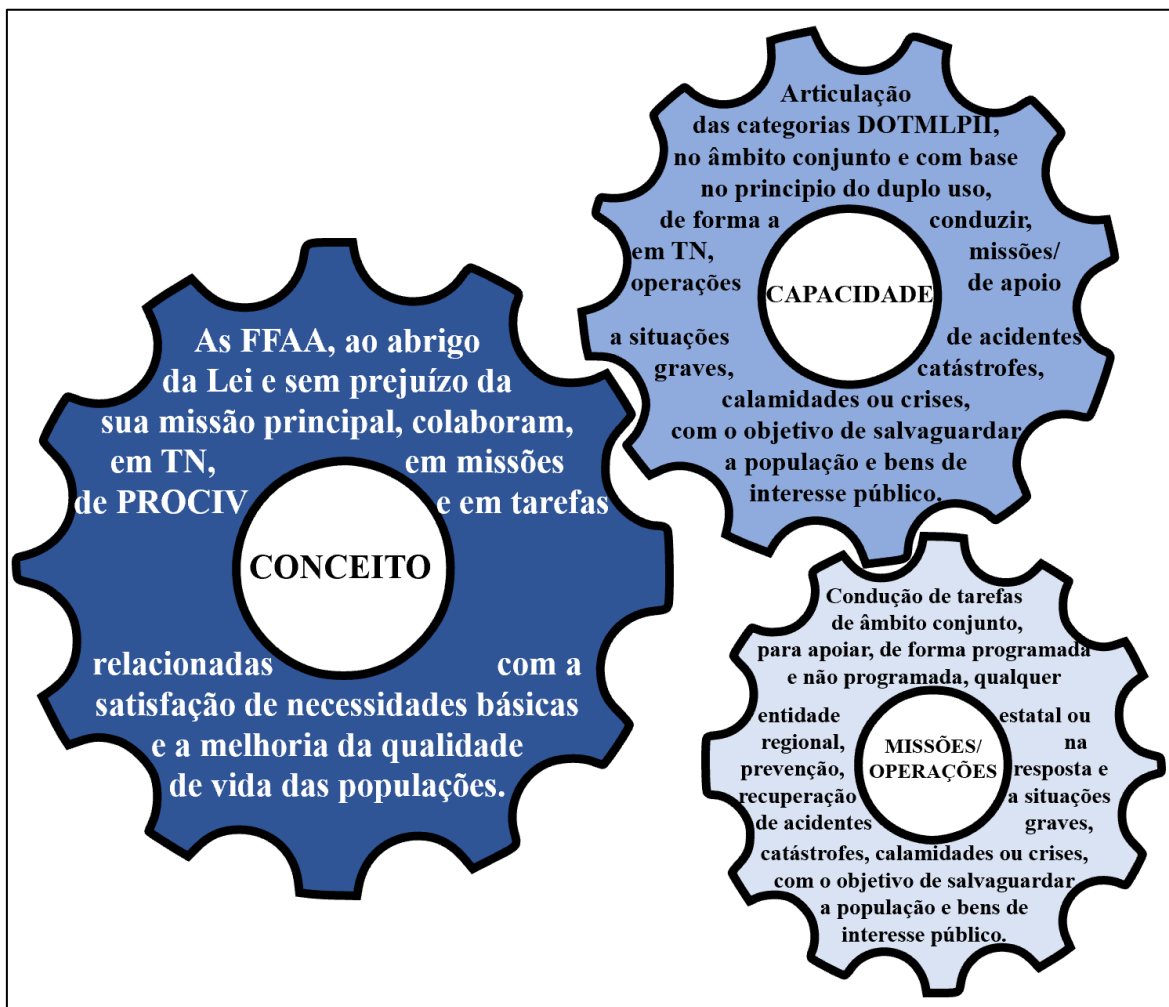 As FFAA, ao abrigo
da Lei e sem prejuízo da
sua missão principal, colaboram,
em TN, em missões
de PROCIV e em tarefas
CONCEITO
relacionadas com a
satisfação de necessidades básicas
e a melhoria da qualidade
de vida das populações.
Articulação
das categorias DOTMLPII,
no âmbito conjunto e com base
no principio do duplo uso,
de forma a conduzir,
em TN, missões/
operações de apoio
CAPACIDADE
a situações de acidentes
graves, catástrofes,
calamidades ou crises,
com o objetivo de salvaguardar
a população e bens de
interesse público.
Condução de tarefas
de âmbito conjunto,
para apoiar, de forma programada
e não programada, qualquer
entidade estatal ou
regional, na
prevenção, resposta e
recuperação a situações
de acidentes graves,
MISSÕES/
OPERAÇÕES
catástrofes, calamidades ou crises,
com o objetivo de salvaguardar
a população e bens de
interesse público.